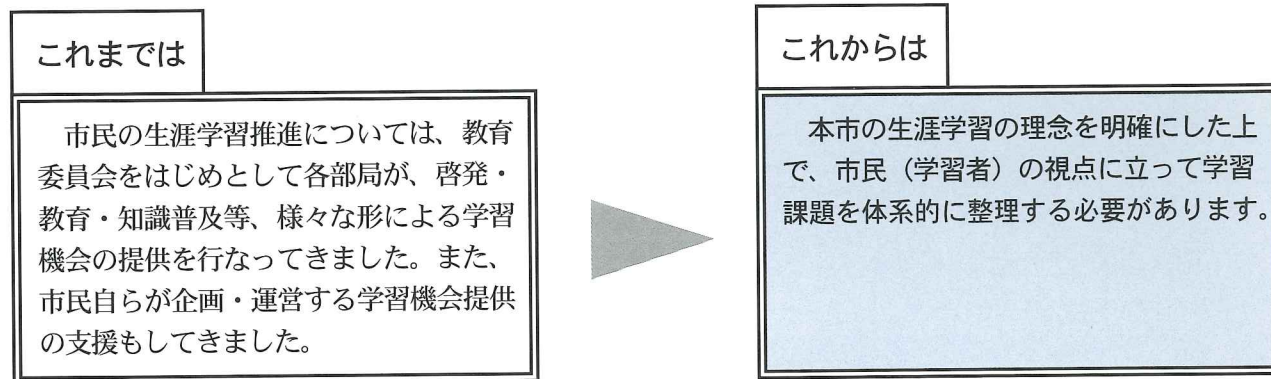 これまでは
市民の生涯学習推進については、教育
委員会をはじめとして各部局が、啓発・
教育・知識普及等、様々な形による学習
機会の提供を行なってきました。また、
市民自らが企画・運営する学習機会提供
の支援もしてきました。
これからは
本市の生涯学習の理念を明確にした上
で、市民（学習者）の視点に立って学習
課題を体系的に整理する必要があります。